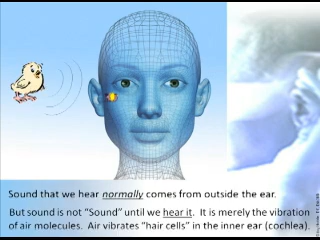 Sound that we hear normally comes from outside the ear.
But sound is not "Sound" until we hear it. It is merely the vibration
of air molecules. Air vibrates "hair cells" in the inner ear (cochlea).